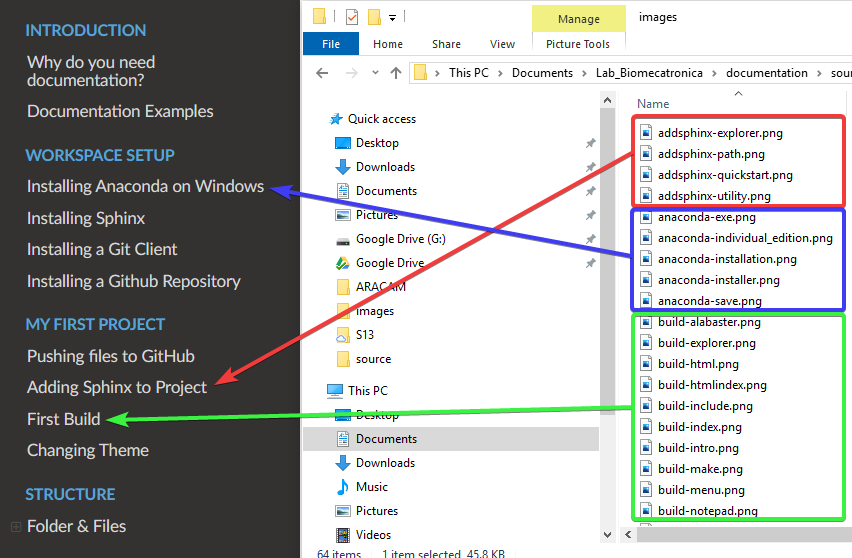 INTRODUCTION
Why do you need
documentation?
Documentation Examples
WORKSPACE SETUP
Installing Anaconda on Windows
Installing Sphinx
Installing a Git Client
Installing a Github Repository
MY FIRST PROJECT
Pushing files to GitHub
Adding Sphinx to Project
First Build
Changing Theme
STRUCTURE
Folder & Files
Manage
images
File
Home
Share
View
Picture Tools
This PC
Documents
Lab_Biomecatronica
documentation
sour
Quick access
Desktop
Downloads
Documents
Pictures
Google Drive (G:)
Google Drive
ARACAM
images
S13
source
This PC
Desktop
Documents
Downloads
Music
Pictures
Videos
Name
addsphinx-explorer.png
addsphinx-path.png
addsphinx-quickstart.png
addsphinx-utility.png
anaconda-exe.png
anaconda-individual_edition.png
anaconda-installation.png
anaconda-installer.png
anaconda-save.png
build-alabaster.png
build-explorer.png
build-html.png
build-htmlindex.png
build-include.png
build-index.png
build-intro.png
build-make.png
build-menu.png
build-notepad.png
64 items
1 item selected 45.8 KB